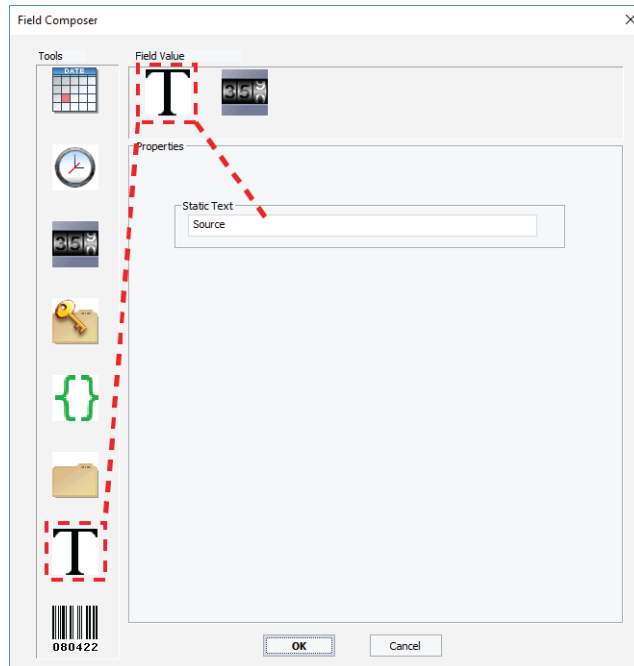 Field Composer
Tools
Field Value
DATE
T
Properties
Static Text
Source
{}
T
080422
OK
Cancel